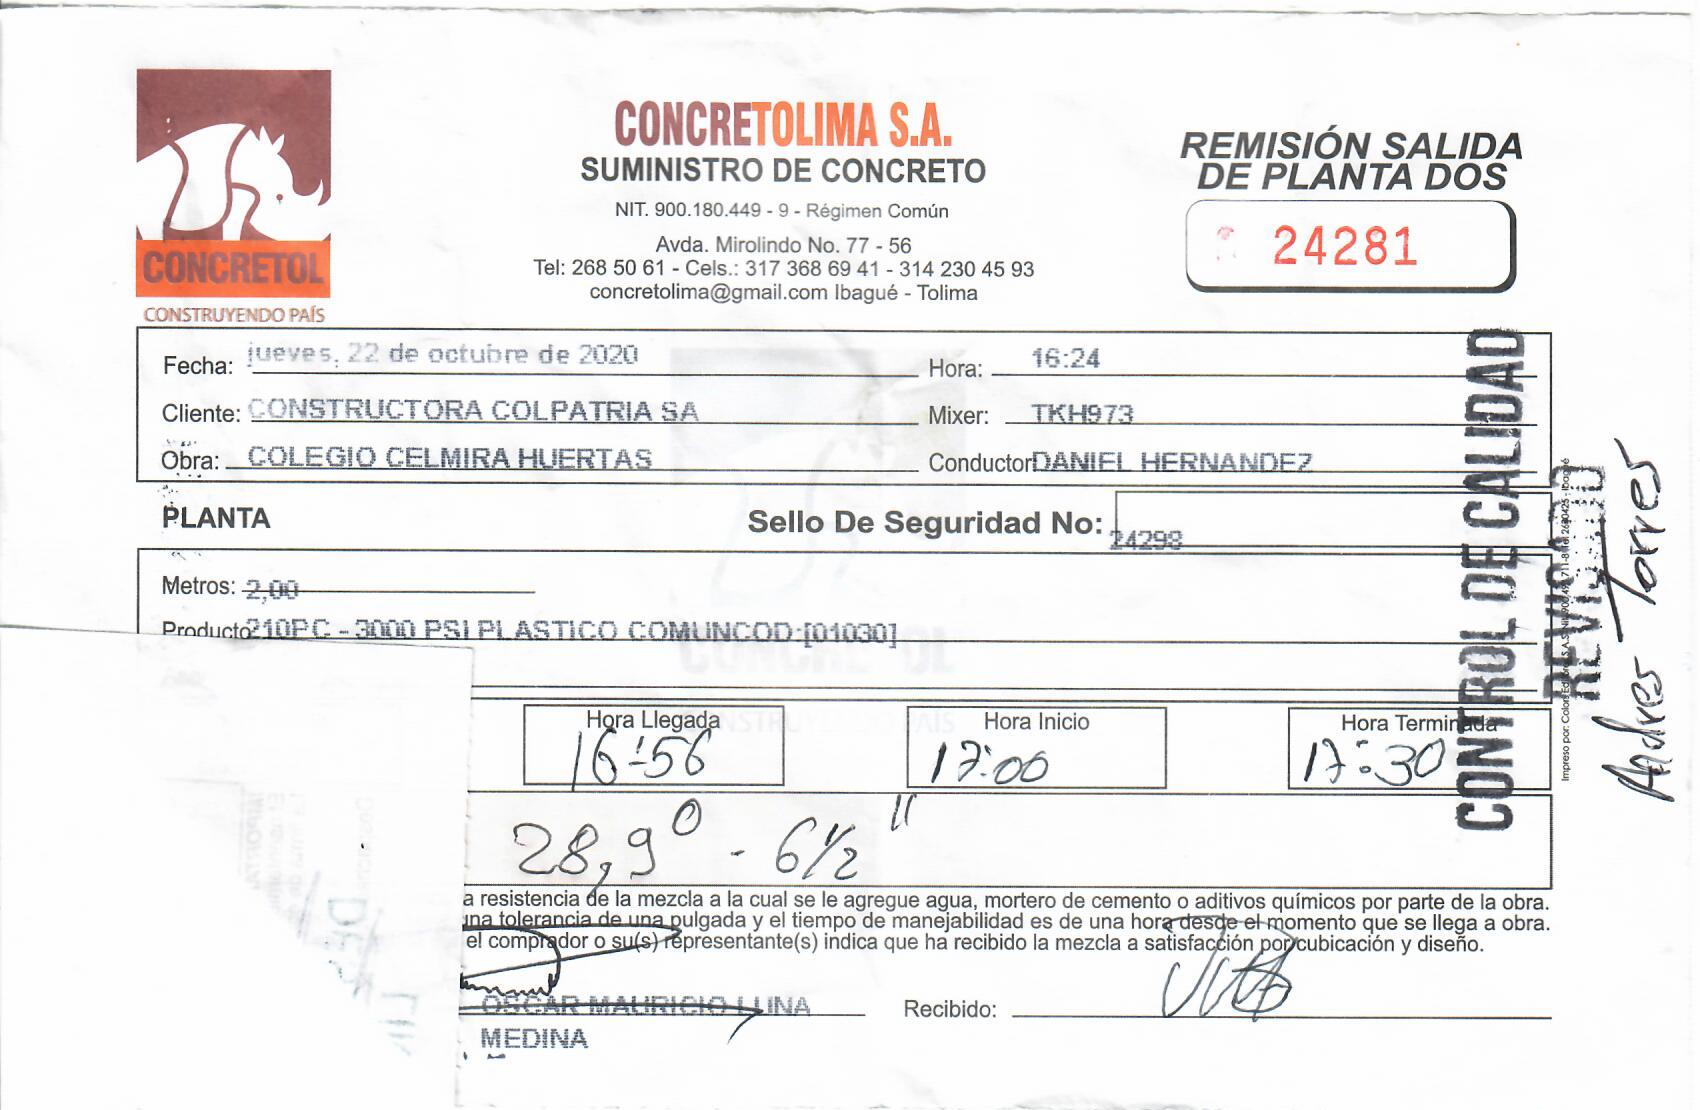 CONCRETOL
CONSTRUYENDO PAÍS
CONCRETOLIMA S.A.
SUMINISTRO DE CONCRETO
NIT. 900.180.449 - 9 - Régimen Común
Avda. Mirolindo No. 77 - 56
Tel: 268 50 61 - Cels.: 317 368 69 41 - 314 230 45 93
concretolima@gmail.com Ibagué - Tolima
REMISIÓN SALIDA
DE PLANTA DOS
24281
Fecha: jueves, 22 de octubre de 2020 Hora: 16:24
Cliente: CONSTRUCTORA COLPATRIA SA Mixer: TKH973
Obra: COLEGIO CELMIRA HUERTAS Conductor DANIEL HERNANDEZ
PLANTA Sello De Seguridad No: 24298
Metros: 2,00
Producto 210PC - 3000 PSI PLASTICO COMUNCOD:[01030]
Hora Llegada Hora Inicio Hora Terminada
16:56 17:00 17:30
28,9° - 6 1/2"
a resistencia de la mezcla a la cual se le agregue agua, mortero de cemento o aditivos químicos por parte de la obra.
una tolerancia de una pulgada y el tiempo de manejabilidad es de una hora desde el momento que se llega a obra.
el comprador o su(s) representante(s) indica que ha recibido la mezcla a satisfacción por cubicación y diseño.
OSCAR MAURICIO LUNA
MEDINA
Recibido:
CONTROL DE CALIDAD
REVISADO
Andres Torres